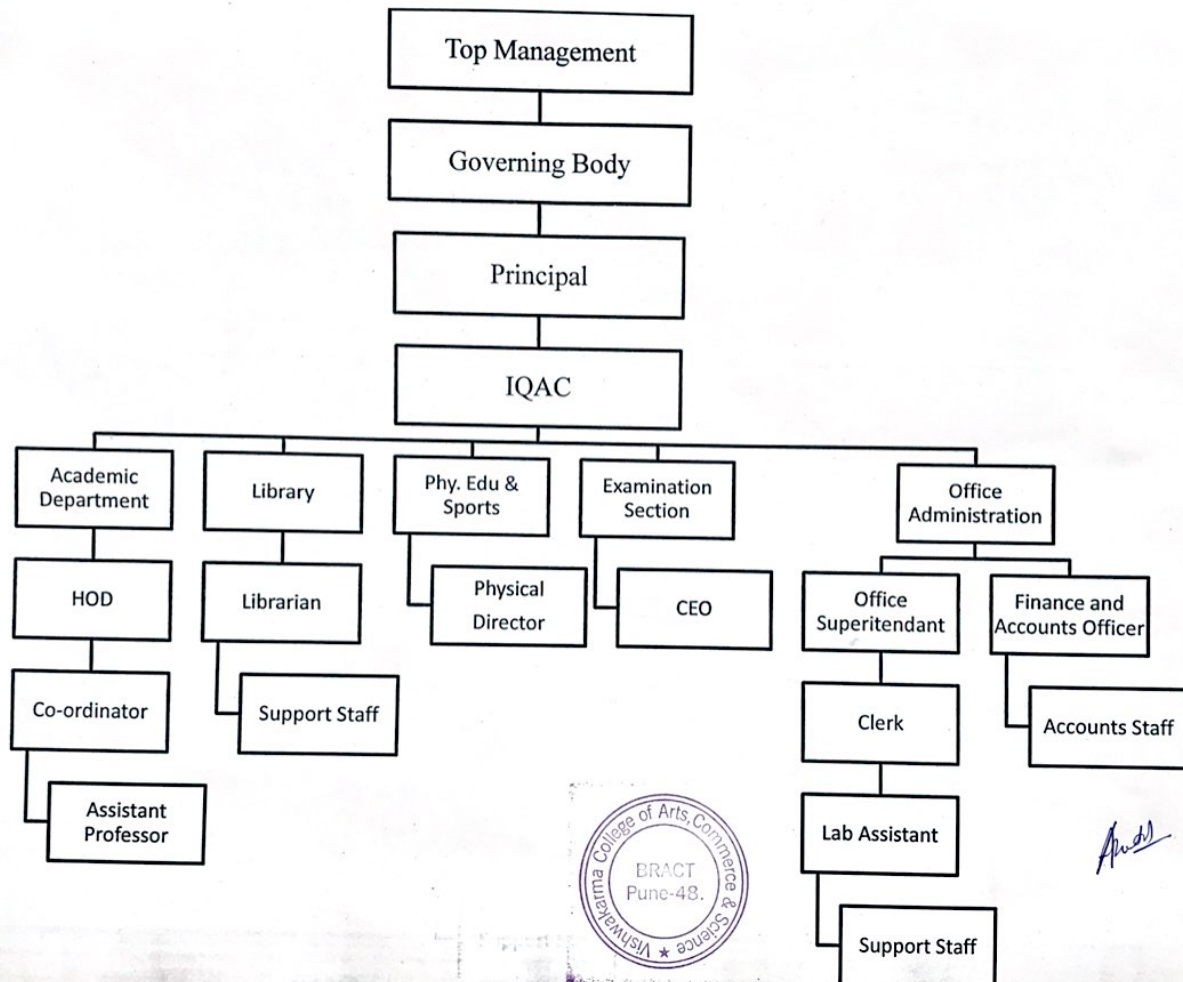 Top Management
Governing Body
Principal
IQAC
Academic
Department
Library
Phy. Edu &
Sports
Examination
Section
Office
Administration
HOD
Librarian
Physical
Director
CEO
Office
Superitendant
Finance and
Accounts Officer
Co-ordinator
Support Staff
Clerk
Accounts Staff
Assistant
Professor
Lab Assistant
Support Staff
Vishwakarma College of Arts, Commerce & Science ★
BRACT
Pune-48.